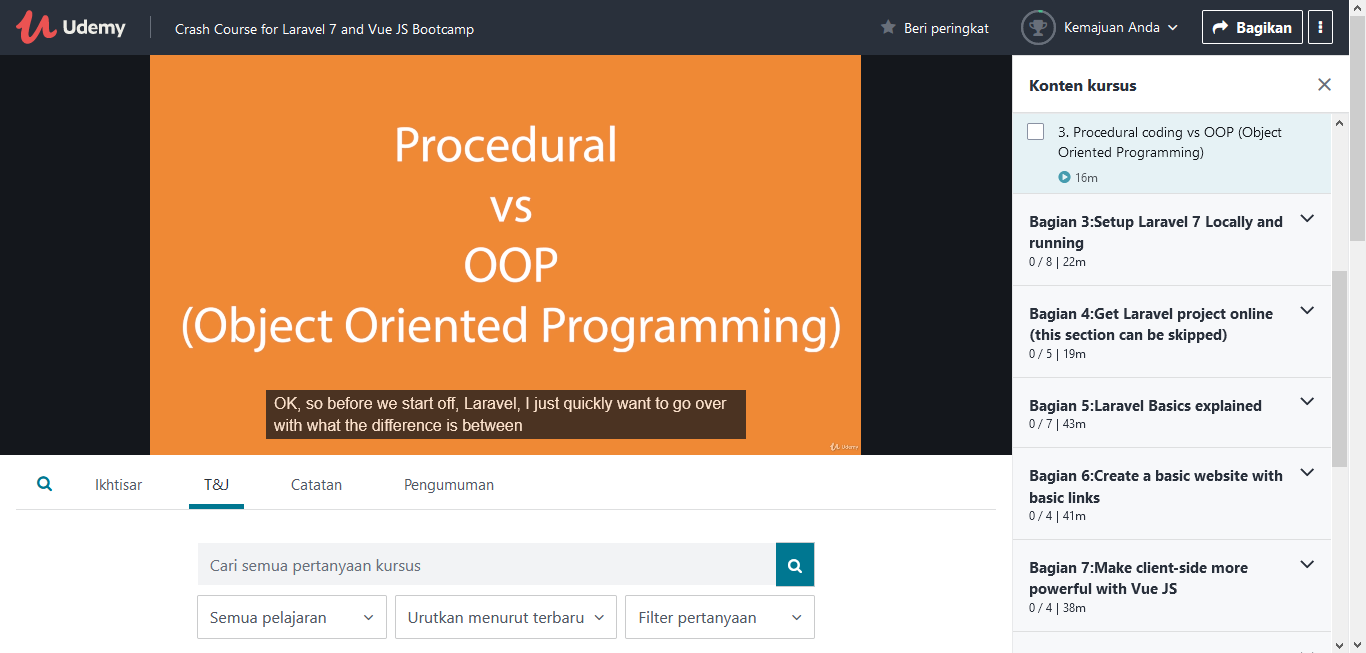 Udemy
Crash Course for Laravel 7 and Vue JS Bootcamp
Beri peringkat
Kemajuan Anda
Bagikan
Procedural
vs
OOP
(Object Oriented Programming)
OK, so before we start off, Laravel, I just quickly want to go over
with what the difference is between
Udemy
Ikhtisar
T&J
Catatan
Pengumuman
Cari semua pertanyaan kursus
Semua pelajaran
Urutkan menurut terbaru
Filter pertanyaan
Konten kursus
3. Procedural coding vs OOP (Object
Oriented Programming)
16m
Bagian 3:Setup Laravel 7 Locally and
running
0 / 8 | 22m
Bagian 4:Get Laravel project online
(this section can be skipped)
0 / 5 | 19m
Bagian 5:Laravel Basics explained
0 / 7 | 43m
Bagian 6:Create a basic website with
basic links
0 / 4 | 41m
Bagian 7:Make client-side more
powerful with Vue JS
0 / 4 | 38m